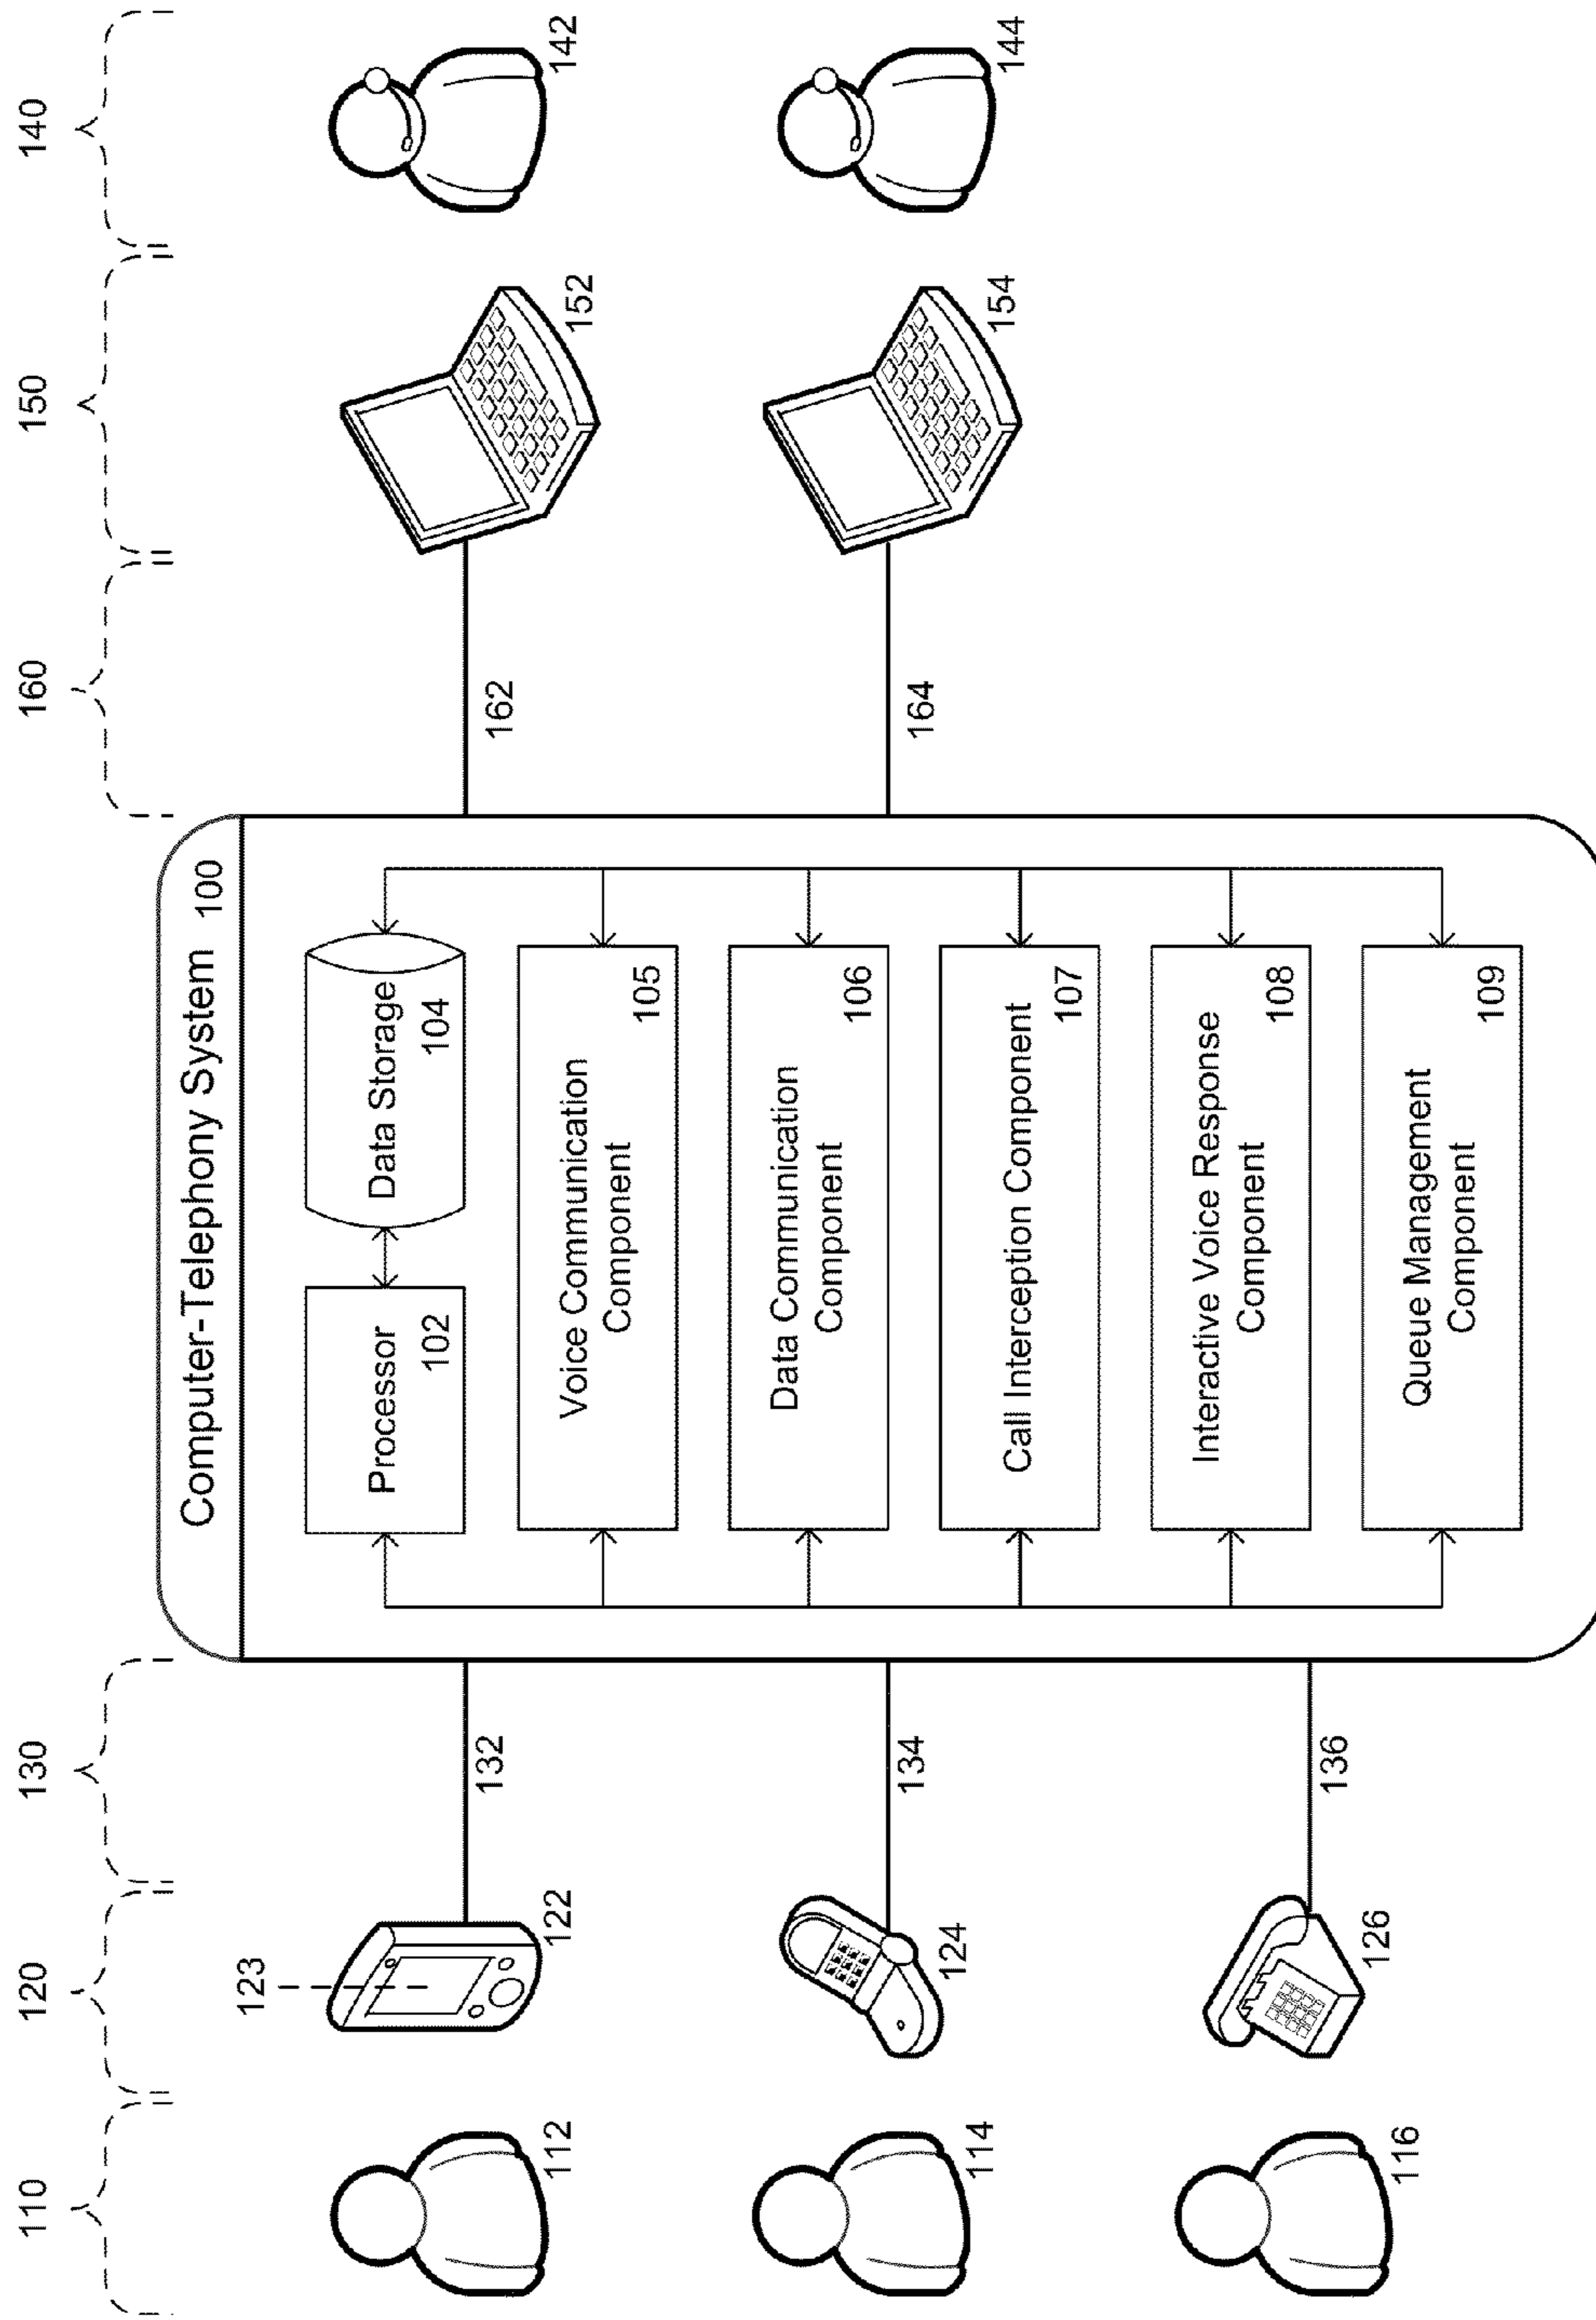 110
120
130
160
150
140
Computer-Telephony System 100
123
Processor
102
Data Storage
104
112
122
132
162
152
142
Voice Communication
Component
105
Data Communication
Component
106
114
124
134
164
154
144
Call Interception Component
107
Interactive Voice Response
Component
108
116
126
136
Queue Management
Component
109